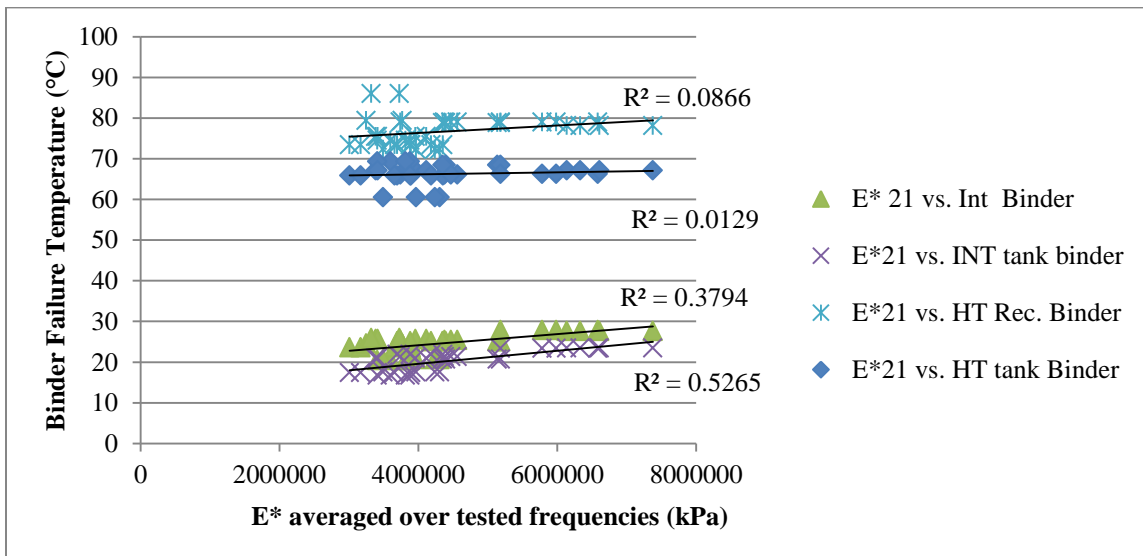 100
90
80
70
60
50
40
30
20
10
0
Binder Failure Temperature (°C)
R² = 0.0866
R² = 0.0129
R² = 0.3794
R² = 0.5265
0
2000000
4000000
6000000
8000000
E* averaged over tested frequencies (kPa)
E* 21 vs. Int  Binder
E*21 vs. INT tank binder
E*21 vs. HT Rec. Binder
E*21 vs. HT tank Binder